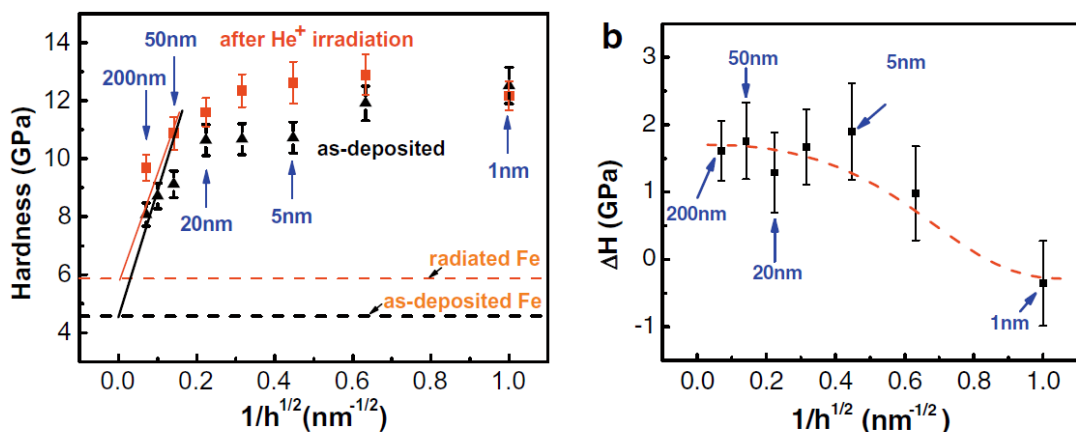 14
12
10
8
6
4
Hardness (GPa)
50nm
after He⁺ irradiation
200nm
as-deposited
20nm
5nm
1nm
radiated Fe
as-deposited Fe
0.0 0.2 0.4 0.6 0.8 1.0
1/h^1/2(nm^-1/2)
b
3
2
1
0
-1
ΔH (GPa)
50nm
5nm
200nm
20nm
1nm
0.0 0.2 0.4 0.6 0.8 1.0
1/h^1/2 (nm^-1/2)